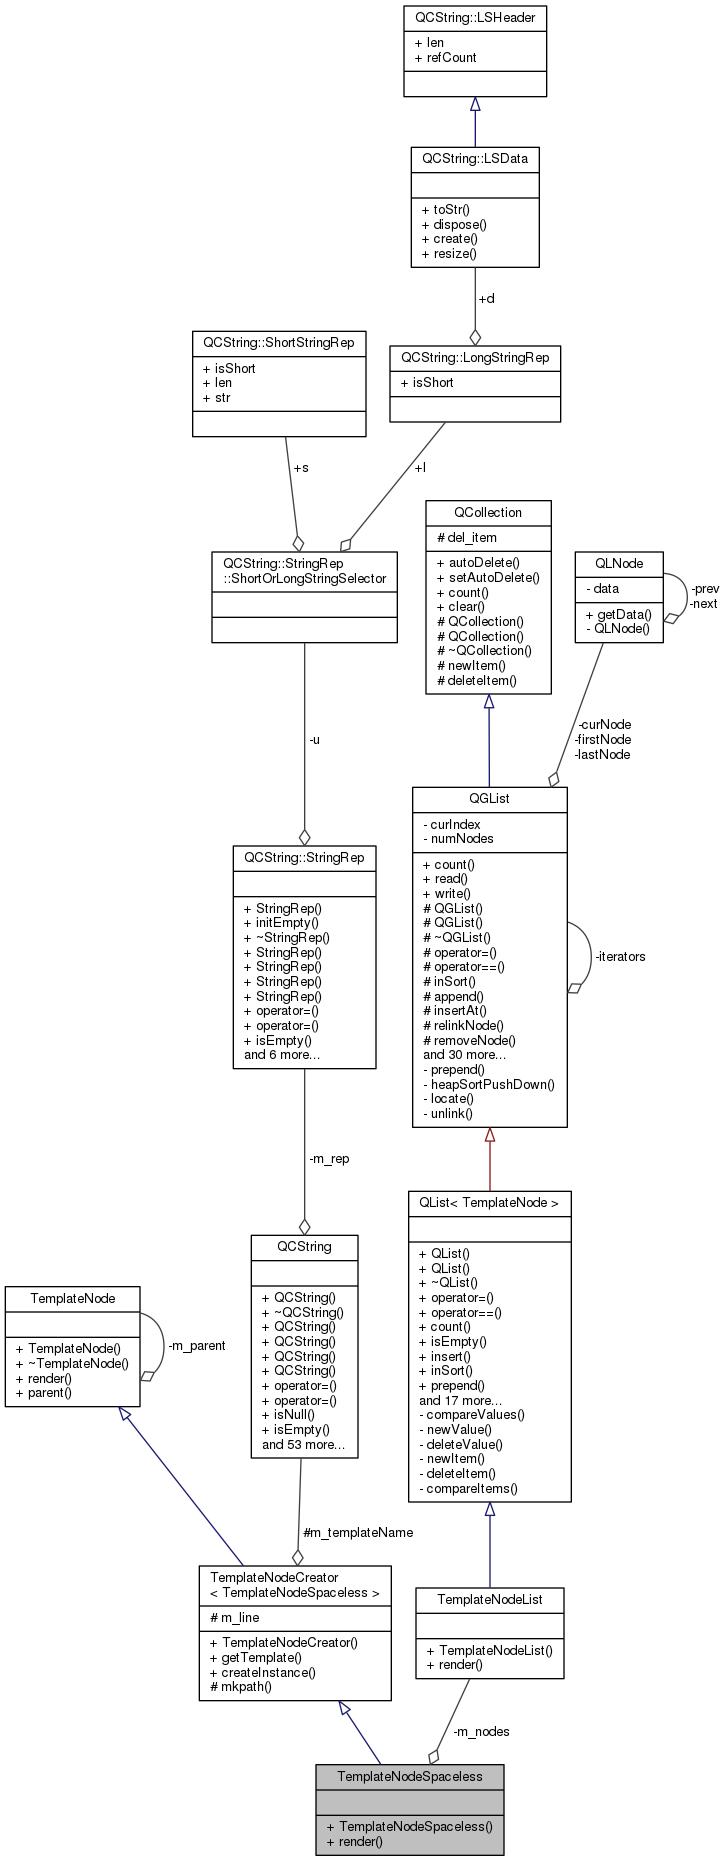 QCString::LSHeader
+ len
+ refCount
QCString::LSData
+ toStr()
+ dispose()
+ create()
+ resize()
+d
QCString::ShortStringRep
+ isShort
+ len
+ str
QCString::LongStringRep
+ isShort
+s
+l
QCollection
# del_item
+ autoDelete()
+ setAutoDelete()
+ count()
+ clear()
# QCollection()
# QCollection()
# ~QCollection()
# newItem()
# deleteItem()
QCString::StringRep
::ShortOrLongStringSelector
QLNode
- data
+ getData()
- QLNode()
-prev
-next
-u
-curNode
-firstNode
-lastNode
QGList
- curIndex
- numNodes
+ count()
+ read()
+ write()
# QGList()
# QGList()
# ~QGList()
# operator=()
# operator==()
# inSort()
# append()
# insertAt()
# relinkNode()
# removeNode()
and 30 more...
- prepend()
- heapSortPushDown()
- locate()
- unlink()
-iterators
QCString::StringRep
+ StringRep()
+ initEmpty()
+ ~StringRep()
+ StringRep()
+ StringRep()
+ StringRep()
+ StringRep()
+ operator=()
+ operator=()
+ isEmpty()
and 6 more...
-m_rep
QList< TemplateNode >
+ QList()
+ QList()
+ ~QList()
+ operator=()
+ operator==()
+ count()
+ isEmpty()
+ insert()
+ inSort()
+ prepend()
and 17 more...
- compareValues()
- newValue()
- deleteValue()
- newItem()
- deleteItem()
- compareItems()
QCString
+ QCString()
+ ~QCString()
+ QCString()
+ QCString()
+ QCString()
+ QCString()
+ operator=()
+ operator=()
+ isNull()
+ isEmpty()
and 53 more...
TemplateNode
+ TemplateNode()
+ ~TemplateNode()
+ render()
+ parent()
-m_parent
#m_templateName
TemplateNodeCreator
< TemplateNodeSpaceless >
# m_line
+ TemplateNodeCreator()
+ getTemplate()
+ createInstance()
# mkpath()
TemplateNodeList
+ TemplateNodeList()
+ render()
-m_nodes
TemplateNodeSpaceless
+ TemplateNodeSpaceless()
+ render()